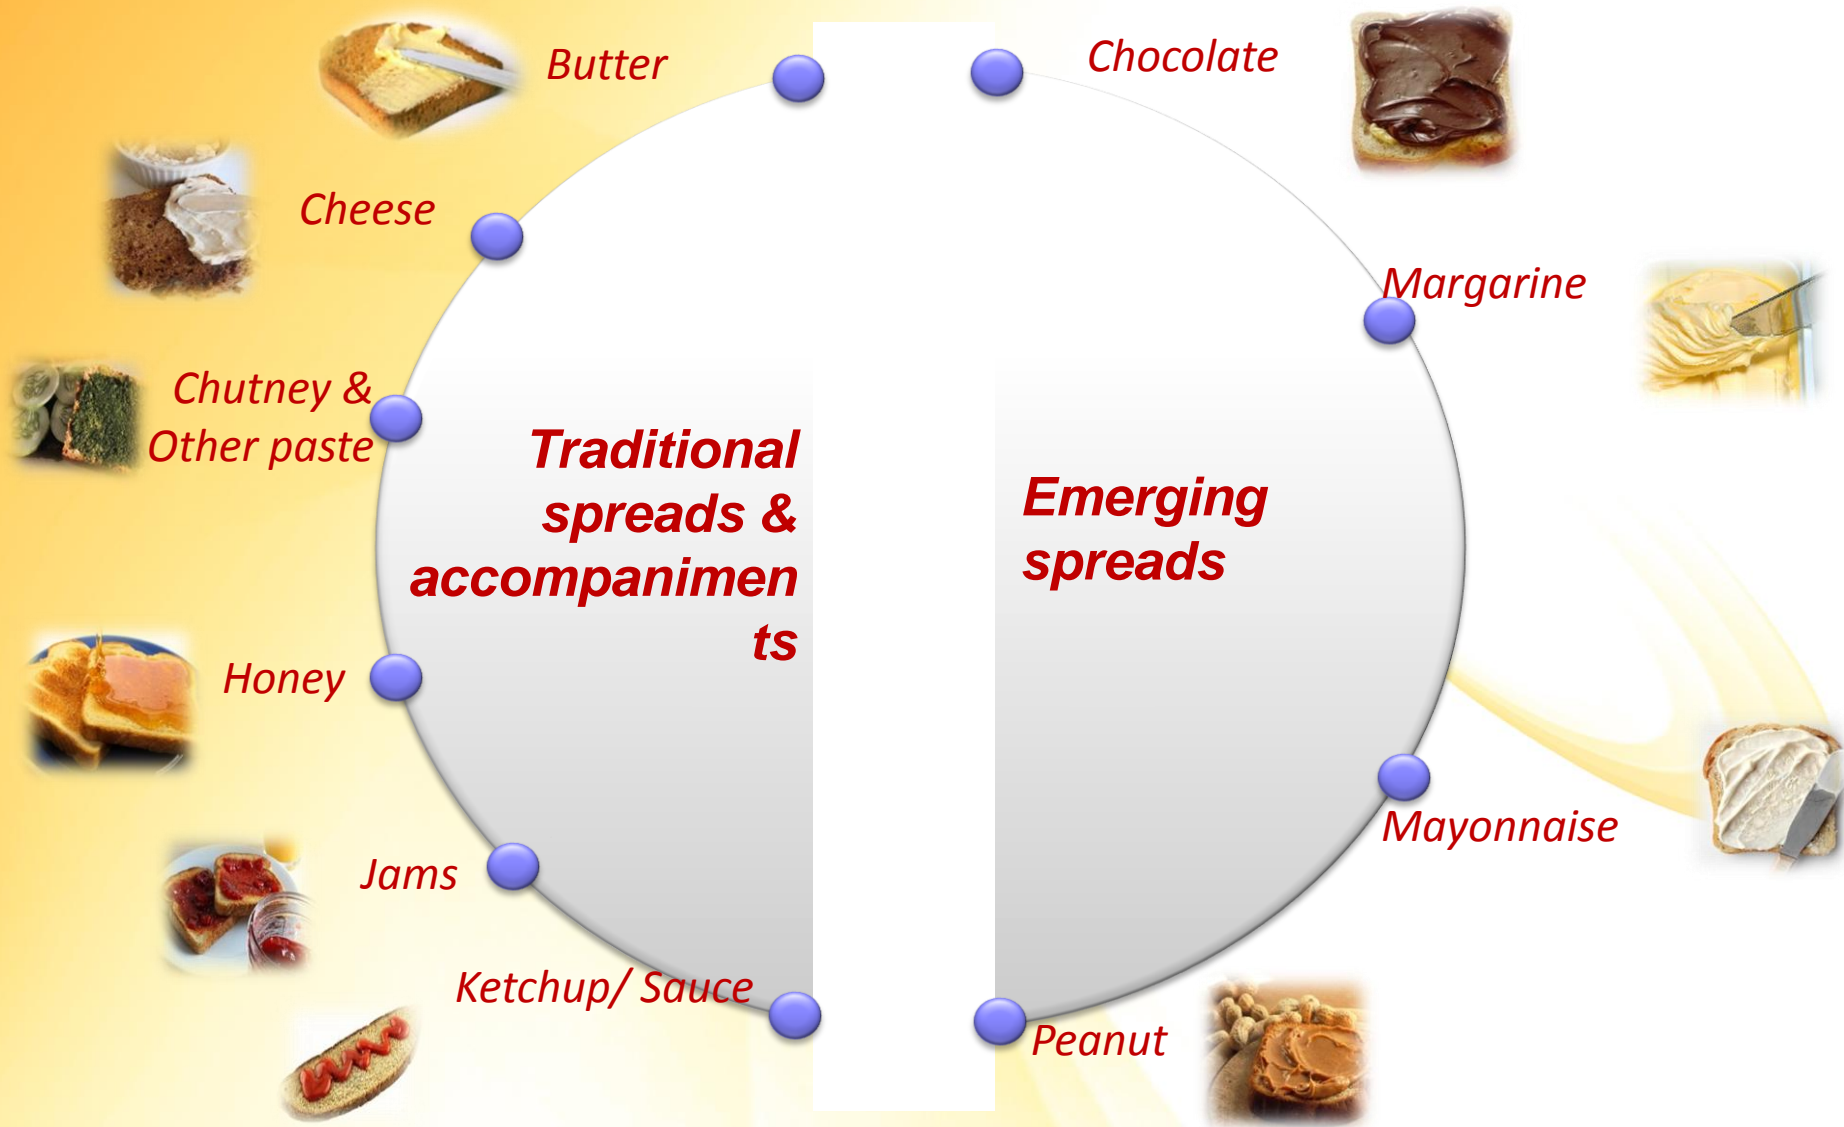 Butter
Cheese
Chutney &
Other paste
Honey
Jams
Ketchup/ Sauce
Traditional
spreads &
accompanimen
ts
Emerging
spreads
Chocolate
Margarine
Mayonnaise
Peanut